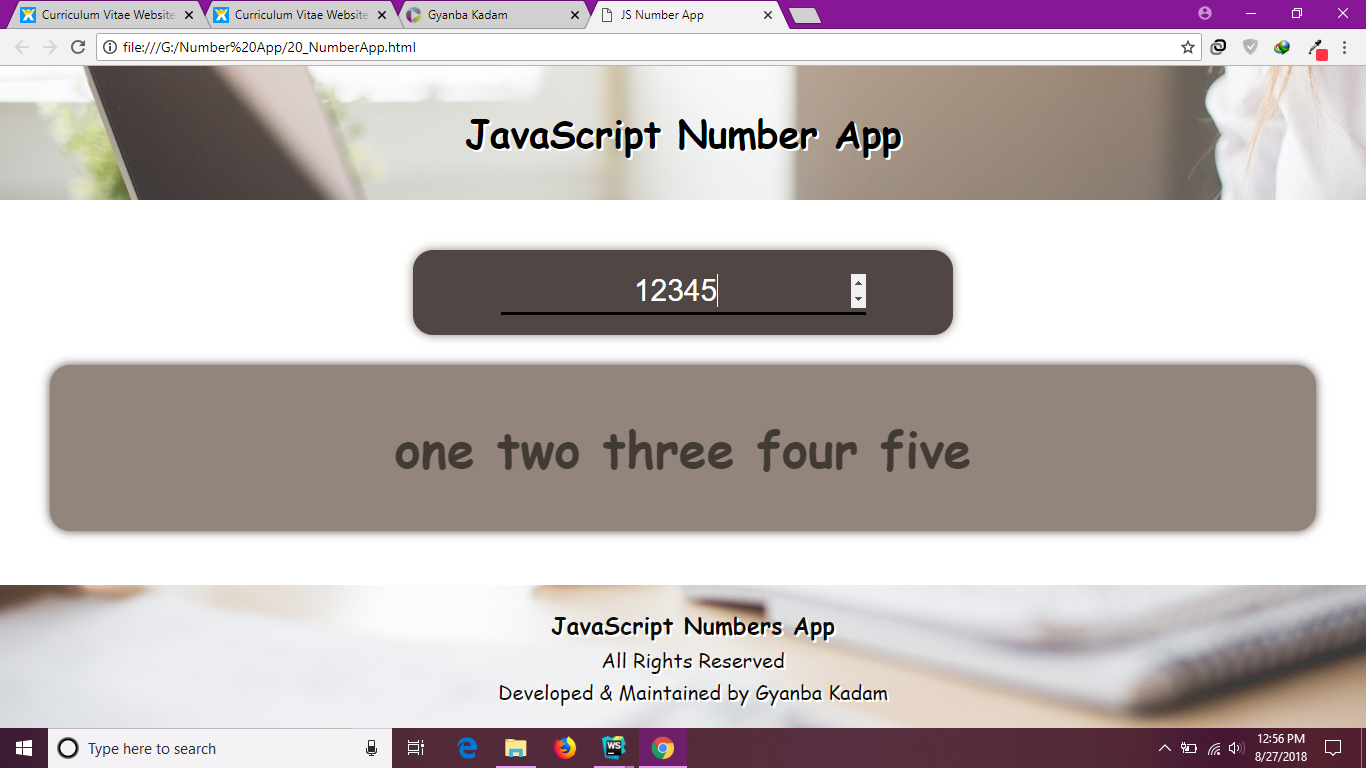 Curriculum Vitae Website
Curriculum Vitae Website
Gyanba Kadam
JS Number App
file:///G:/Number%20App/20_NumberApp.html
JavaScript Number App
12345
one two three four five
JavaScript Numbers App
All Rights Reserved
Developed & Maintained by Gyanba Kadam
Type here to search
WS
12:56 PM
8/27/2018